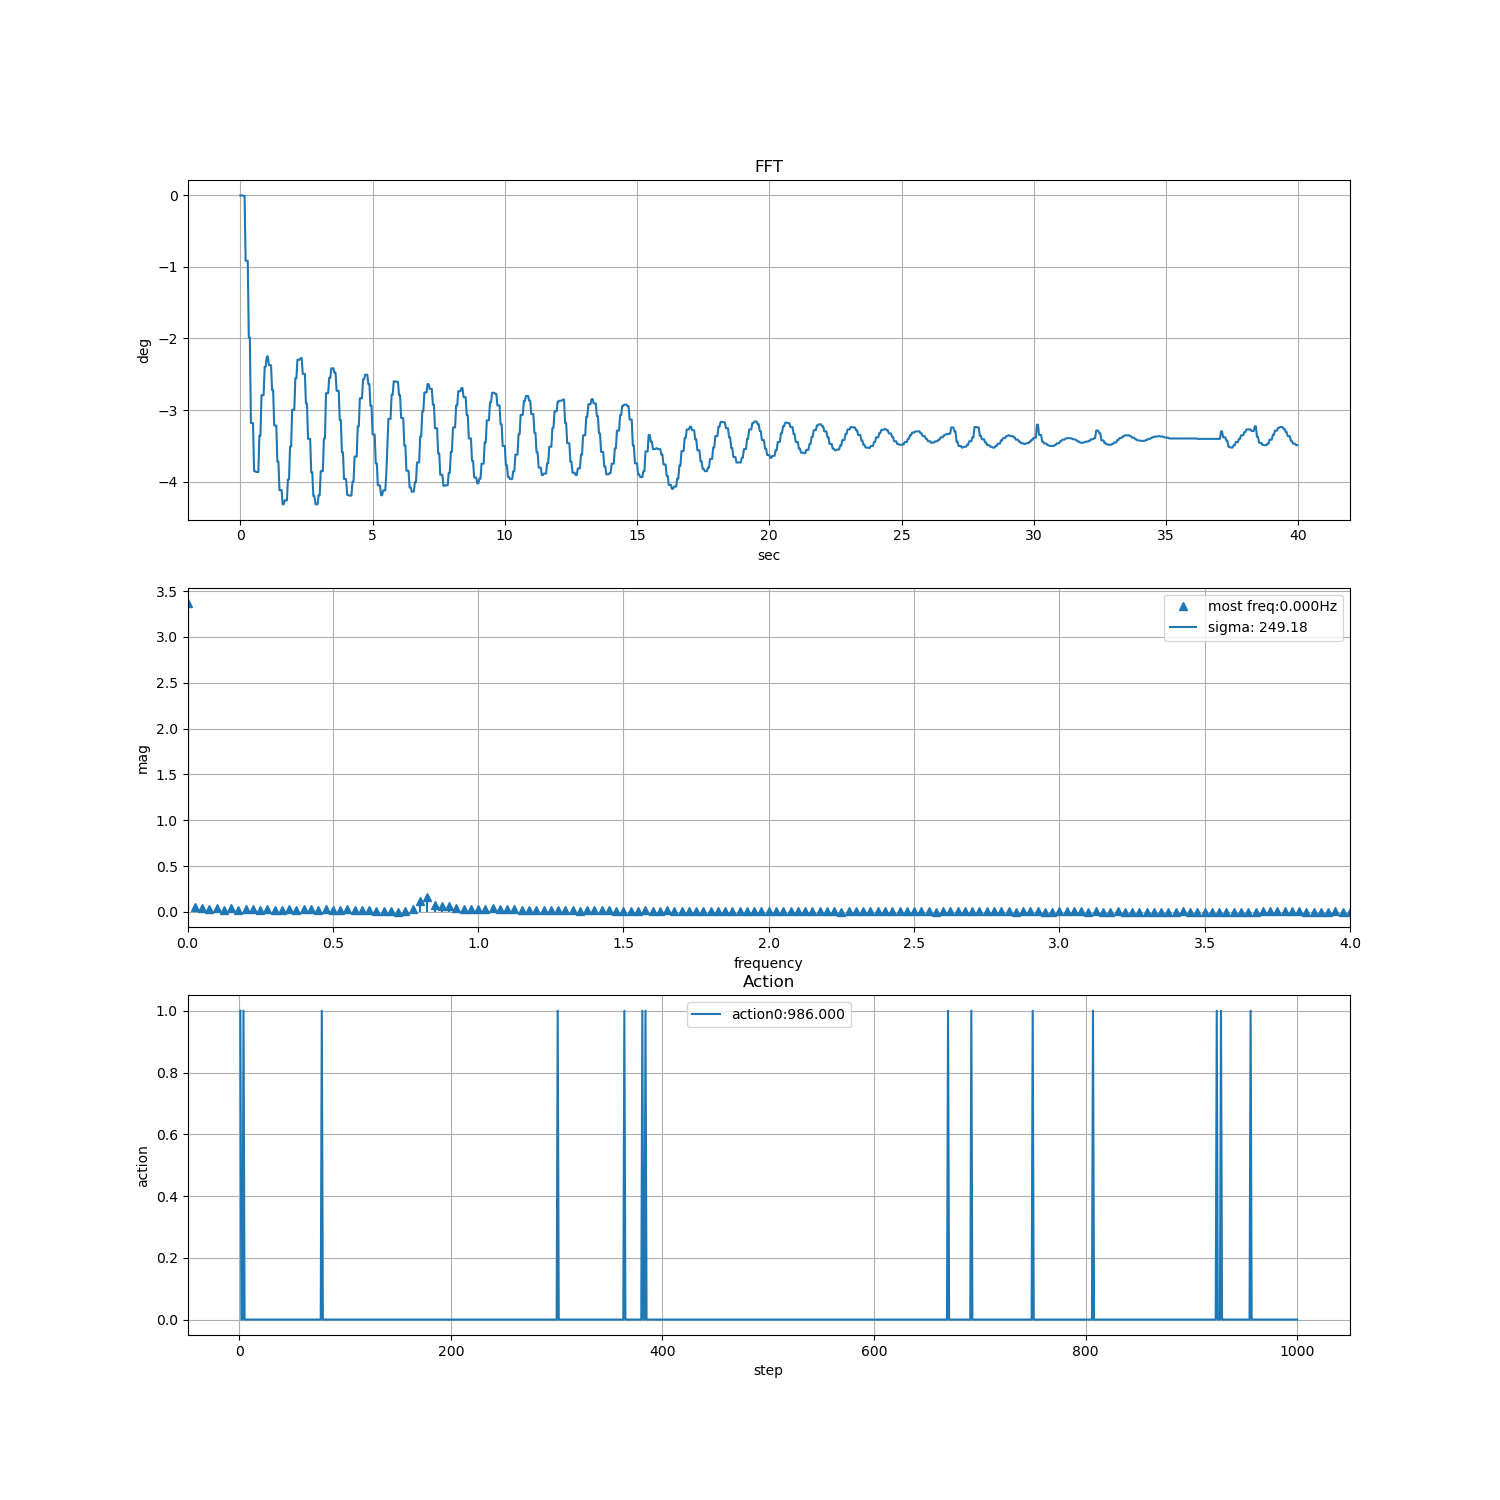 FFT
0
−1
−2
−3
−4
deg
0 5 10 15 20 25 30 35 40
sec
3.5
3.0
2.5
2.0
1.5
1.0
0.5
0.0
mag
most freq:0.000Hz
sigma: 249.18
0.0 0.5 1.0 1.5 2.0 2.5 3.0 3.5 4.0
frequency
Action
1.0
0.8
0.6
0.4
0.2
0.0
action
action0:986.000
0 200 400 600 800 1000
step